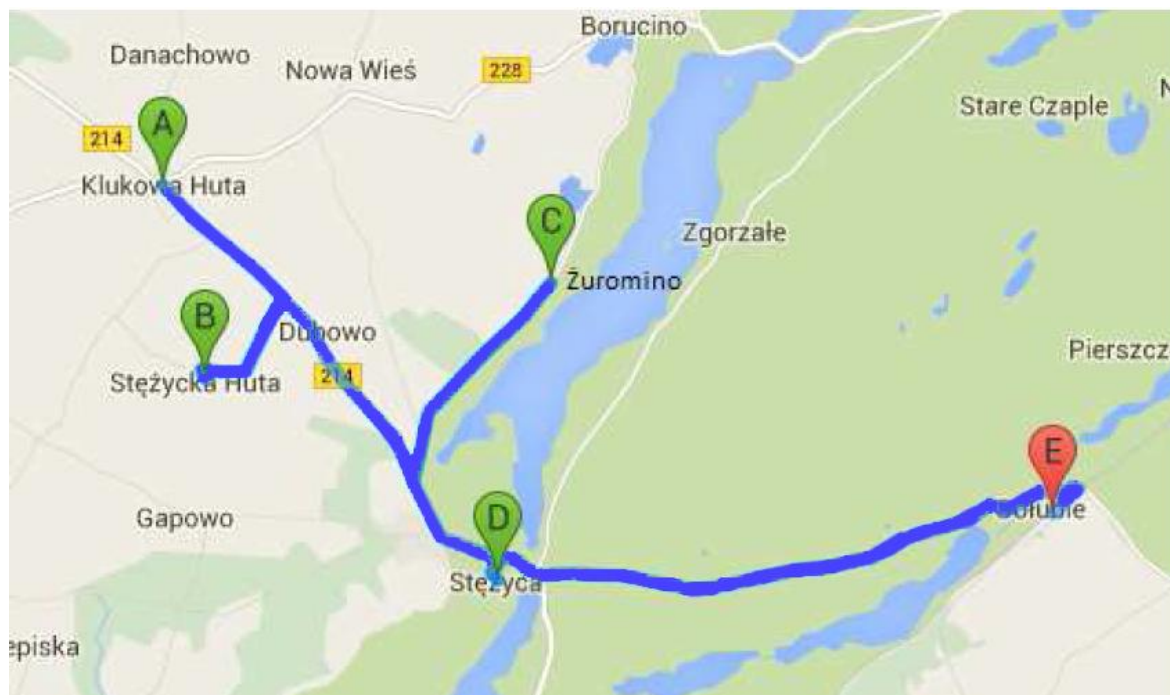 Borucino
Danachowo
Nowa Wieś
228
Stare Czaple
N
A
214
Klukowa Huta
C
Zgorzałe
Żuromino
B
Dubowo
Pierszcz
214
Stężycka Huta
E
Gołubie
Gapowo
D
Stężyca
episka